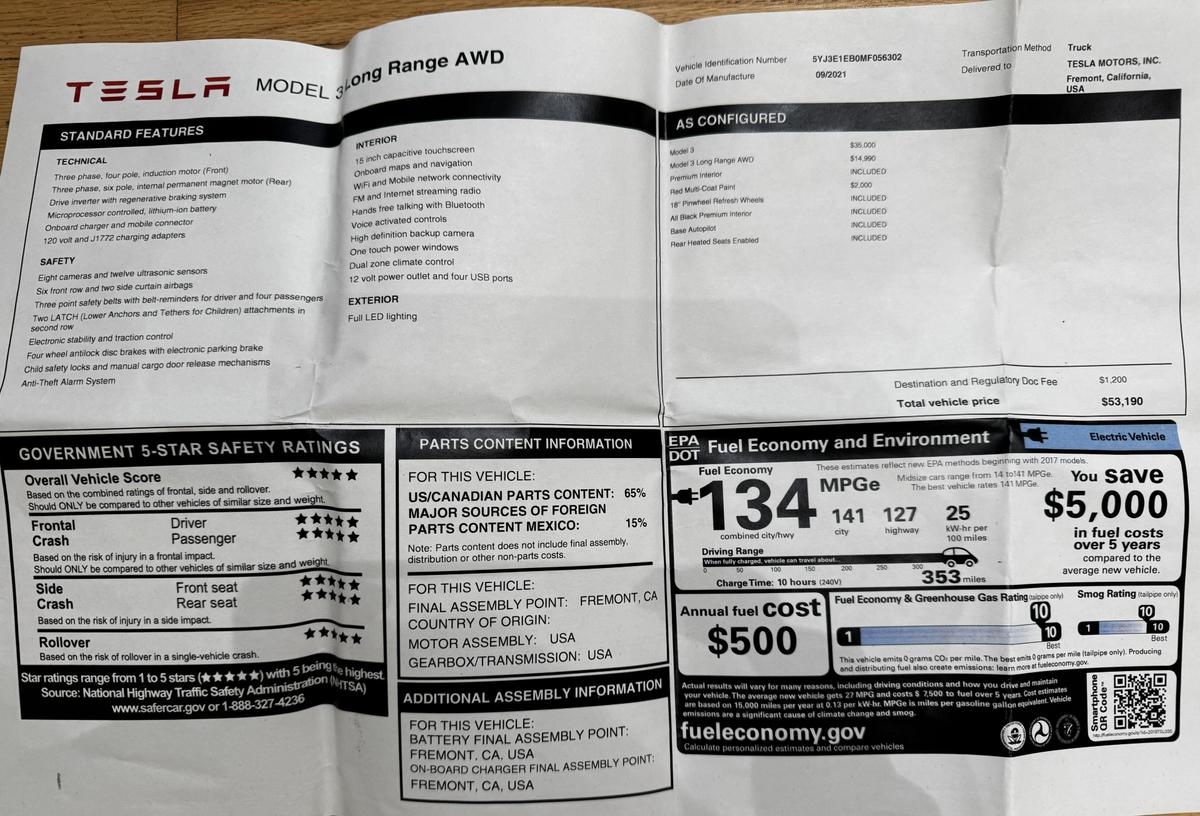 TESLA MODEL 3 Long Range AWD
Vehicle Identification Number 5YJ3E1EB0MF056302
Date Of Manufacture 09/2021
Transportation Method Truck
Delivered to TESLA MOTORS, INC.
Fremont, California,
USA
STANDARD FEATURES
TECHNICAL
Three phase, four pole, induction motor (Front)
Three phase, six pole, internal permanent magnet motor (Rear)
Drive inverter with regenerative braking system
Microprocessor controlled, lithium-ion battery
Onboard charger and mobile connector
120 volt and J1772 charging adapters
SAFETY
Eight cameras and twelve ultrasonic sensors
Six front row and two side curtain airbags
Three point safety belts with belt-reminders for driver and four passengers
Two LATCH (Lower Anchors and Tethers for Children) attachments in
second row
Electronic stability and traction control
Four wheel antilock disc brakes with electronic parking brake
Child safety locks and manual cargo door release mechanisms
Anti-Theft Alarm System
INTERIOR
15 inch capacitive touchscreen
Onboard maps and navigation
WiFi and Mobile network connectivity
FM and Internet streaming radio
Hands free talking with Bluetooth
Voice activated controls
High definition backup camera
One touch power windows
Dual zone climate control
12 volt power outlet and four USB ports
EXTERIOR
Full LED lighting
AS CONFIGURED
Model 3 $35,000
Model 3 Long Range AWD $14,990
Premium Interior INCLUDED
Red Multi-Coat Paint $2,000
18" Pinwheel Refresh Wheels INCLUDED
All Black Premium Interior INCLUDED
Base Autopilot INCLUDED
Rear Heated Seats Enabled INCLUDED
Destination and Regulatory Doc Fee $1,200
Total vehicle price $53,190
GOVERNMENT 5-STAR SAFETY RATINGS
Overall Vehicle Score ★★★★★
Based on the combined ratings of frontal, side and rollover.
Should ONLY be compared to other vehicles of similar size and weight.
Frontal Driver ★★★★★
Crash Passenger ★★★★★
Based on the risk of injury in a frontal impact.
Should ONLY be compared to other vehicles of similar size and weight.
Side Front seat ★★★★★
Crash Rear seat ★★★★★
Based on the risk of injury in a side impact.
Rollover ★★★★★
Based on the risk of rollover in a single-vehicle crash.
Star ratings range from 1 to 5 stars (★★★★★) with 5 being the highest.
Source: National Highway Traffic Safety Administration (NHTSA)
www.safercar.gov or 1-888-327-4236
PARTS CONTENT INFORMATION
FOR THIS VEHICLE:
US/CANADIAN PARTS CONTENT: 65%
MAJOR SOURCES OF FOREIGN
PARTS CONTENT MEXICO: 15%
Note: Parts content does not include final assembly,
distribution or other non-parts costs.
FOR THIS VEHICLE:
FINAL ASSEMBLY POINT: FREMONT, CA
COUNTRY OF ORIGIN:
MOTOR ASSEMBLY: USA
GEARBOX/TRANSMISSION: USA
ADDITIONAL ASSEMBLY INFORMATION
FOR THIS VEHICLE:
BATTERY FINAL ASSEMBLY POINT:
FREMONT, CA, USA
ON-BOARD CHARGER FINAL ASSEMBLY POINT:
FREMONT, CA, USA
EPA
DOT Fuel Economy and Environment
Electric Vehicle
Fuel Economy
These estimates reflect new EPA methods beginning with 2017 models.
134 MPGe
Midsize cars range from 14 to141 MPGe.
The best vehicle rates 141 MPGe.
combined city/hwy
141 city
127 highway
25 kW-hr per
100 miles
Driving Range
When fully charged, vehicle can travel about...
0 50 100 150 200 250 300
353 miles
Charge Time: 10 hours (240V)
You save
$5,000
in fuel costs
over 5 years
compared to the
average new vehicle.
Annual fuel cost
$500
Fuel Economy & Greenhouse Gas Rating (tailpipe only)
1 10 10
Best
Smog Rating (tailpipe only)
1 10 10
Best
This vehicle emits 0 grams CO₂ per mile. The best emits 0 grams per mile (tailpipe only). Producing
and distributing fuel also create emissions: learn more at fueleconomy.gov.
Actual results will vary for many reasons, including driving conditions and how you drive and maintain
your vehicle. The average new vehicle gets 27 MPG and costs $ 7,500 to fuel over 5 years. Cost estimates
are based on 15,000 miles per year at 0.13 per kW-hr. MPGe is miles per gasoline gallon equivalent. Vehicle
emissions are a significant cause of climate change and smog.
fueleconomy.gov
Calculate personalized estimates and compare vehicles
Smartphone
QR Code™